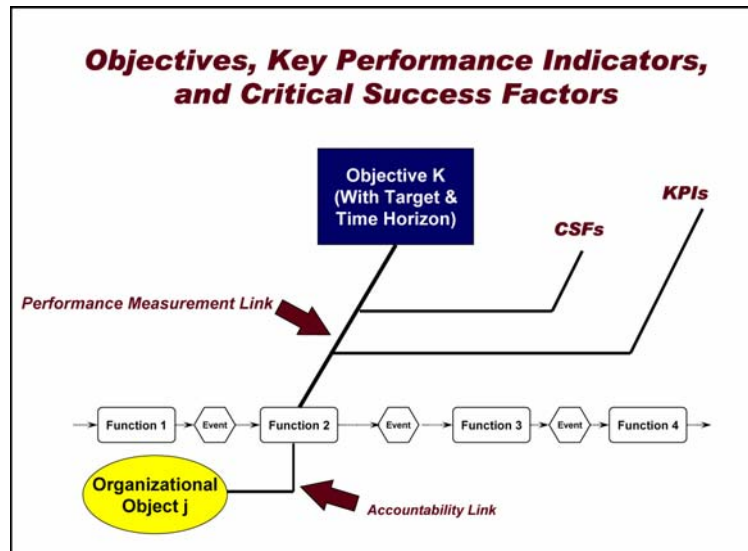 Objectives, Key Performance Indicators,
and Critical Success Factors
Objective K
(With Target &
Time Horizon)
KPIs
CSFs
Performance Measurement Link
Function 1
Event
Function 2
Event
Function 3
Event
Function 4
Organizational
Object j
Accountability Link